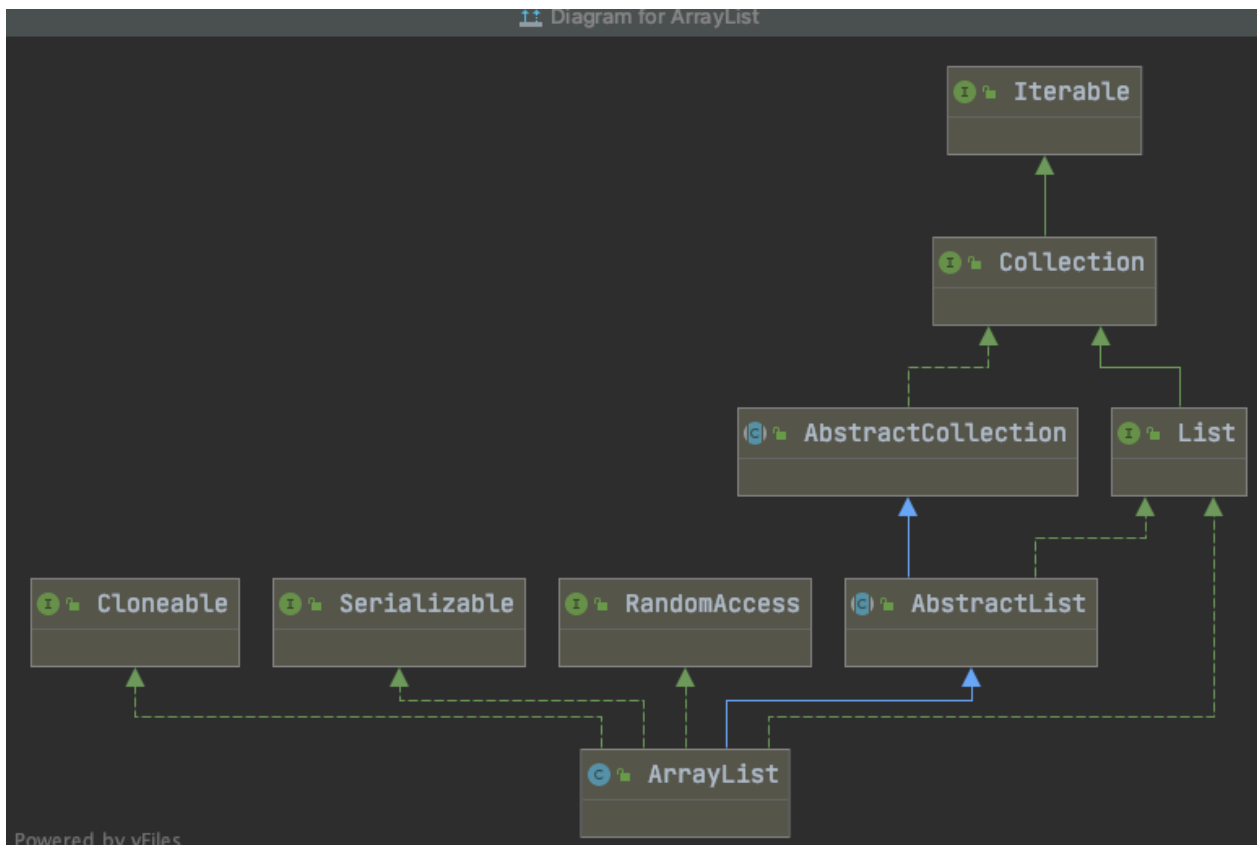 Diagram for ArrayList
I Iterable
I Collection
C AbstractCollection
I List
I Cloneable
I Serializable
I RandomAccess
C AbstractList
C ArrayList
Powered by yFiles